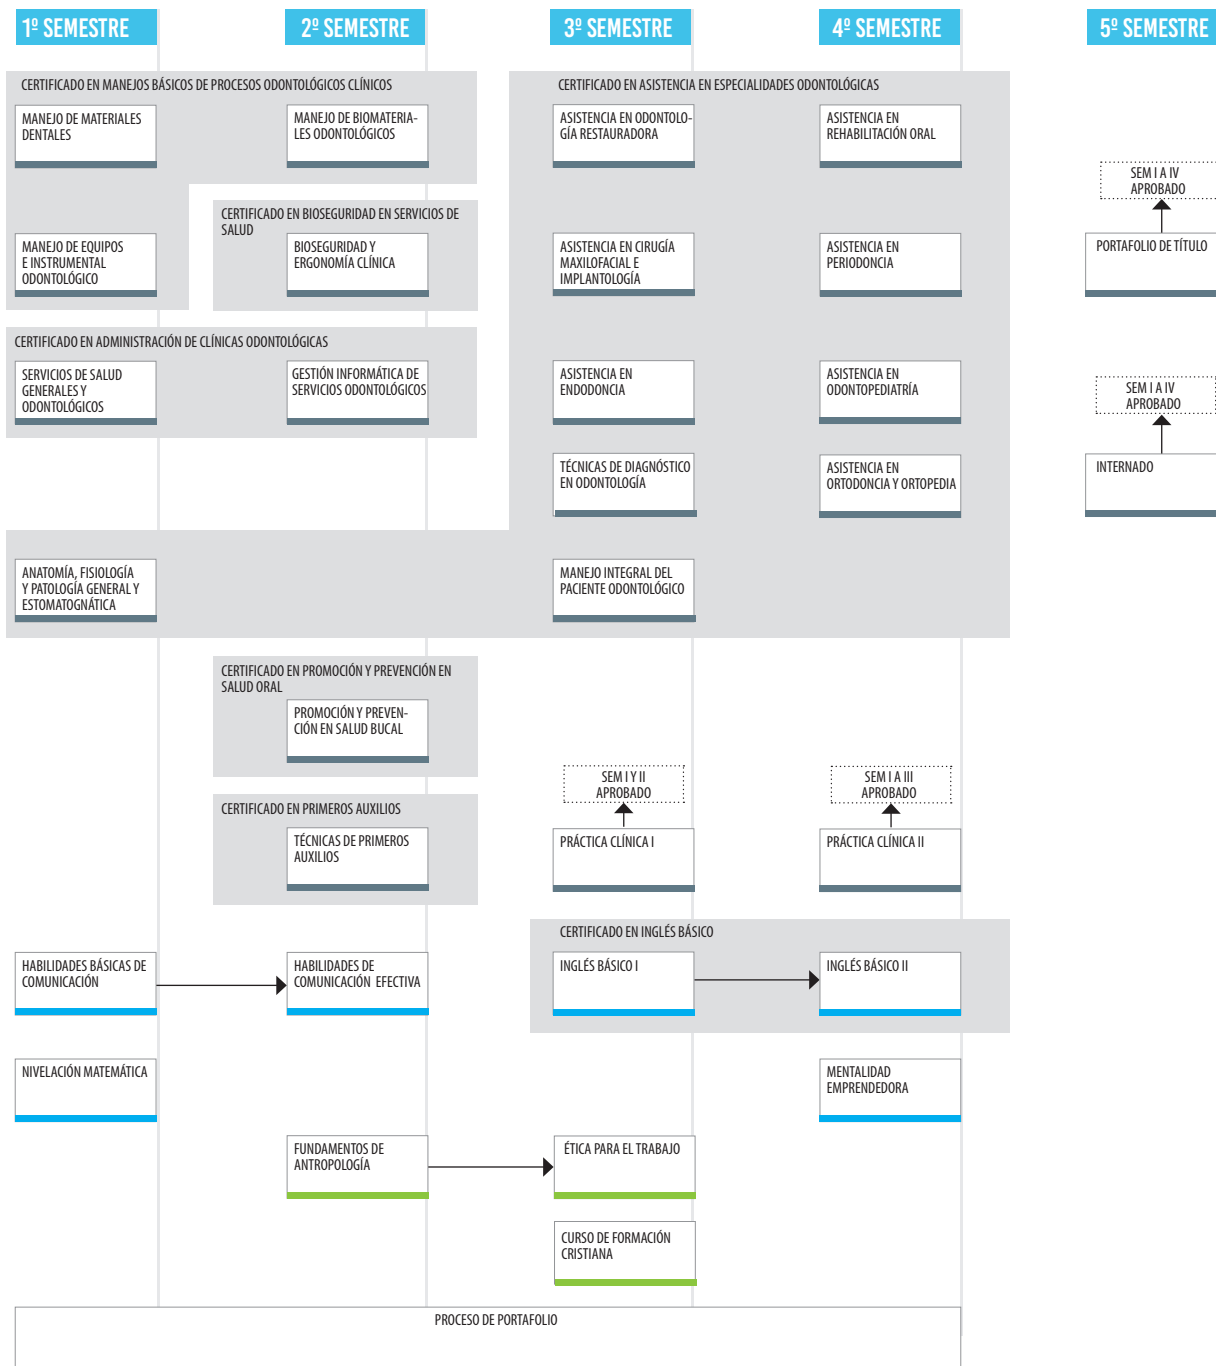 1º SEMESTRE
2º SEMESTRE
3º SEMESTRE
4º SEMESTRE
5º SEMESTRE
CERTIFICADO EN MANEJOS BÁSICOS DE PROCESOS ODONTOLÓGICOS CLÍNICOS
MANEJO DE MATERIALES
DENTALES
MANEJO DE BIOMATERIA-
LES ODONTOLÓGICOS
CERTIFICADO EN ASISTENCIA EN ESPECIALIDADES ODONTOLÓGICAS
ASISTENCIA EN ODONTOLO-
GÍA RESTAURADORA
ASISTENCIA EN
REHABILITACIÓN ORAL
SEM I A IV
APROBADO
CERTIFICADO EN BIOSEGURIDAD EN SERVICIOS DE
SALUD
MANEJO DE EQUIPOS
E INSTRUMENTAL
ODONTOLÓGICO
BIOSEGURIDAD Y
ERGONOMÍA CLÍNICA
ASISTENCIA EN CIRUGÍA
MAXILOFACIAL E
IMPLANTOLOGÍA
ASISTENCIA EN
PERIODONCIA
PORTAFOLIO DE TÍTULO
CERTIFICADO EN ADMINISTRACIÓN DE CLÍNICAS ODONTOLÓGICAS
SERVICIOS DE SALUD
GENERALES Y
ODONTOLÓGICOS
GESTIÓN INFORMÁTICA DE
SERVICIOS ODONTOLÓGICOS
ASISTENCIA EN
ENDODONCIA
ASISTENCIA EN
ODONTOPEDIATRÍA
SEM I A IV
APROBADO
TÉCNICAS DE DIAGNÓSTICO
EN ODONTOLOGÍA
ASISTENCIA EN
ORTODONCIA Y ORTOPEDIA
INTERNADO
ANATOMÍA, FISIOLOGÍA
Y PATOLOGÍA GENERAL Y
ESTOMATOGNÁTICA
MANEJO INTEGRAL DEL
PACIENTE ODONTOLÓGICO
CERTIFICADO EN PROMOCIÓN Y PREVENCIÓN EN
SALUD ORAL
PROMOCIÓN Y PREVEN-
CIÓN EN SALUD BUCAL
SEM I Y II
APROBADO
SEM I A III
APROBADO
CERTIFICADO EN PRIMEROS AUXILIOS
TÉCNICAS DE PRIMEROS
AUXILIOS
PRÁCTICA CLÍNICA I
PRÁCTICA CLÍNICA II
CERTIFICADO EN INGLÉS BÁSICO
HABILIDADES BÁSICAS DE
COMUNICACIÓN
HABILIDADES DE
COMUNICACIÓN EFECTIVA
INGLÉS BÁSICO I
INGLÉS BÁSICO II
NIVELACIÓN MATEMÁTICA
MENTALIDAD
EMPRENDEDORA
FUNDAMENTOS DE
ANTROPOLOGÍA
ÉTICA PARA EL TRABAJO
CURSO DE FORMACIÓN
CRISTIANA
PROCESO DE PORTAFOLIO